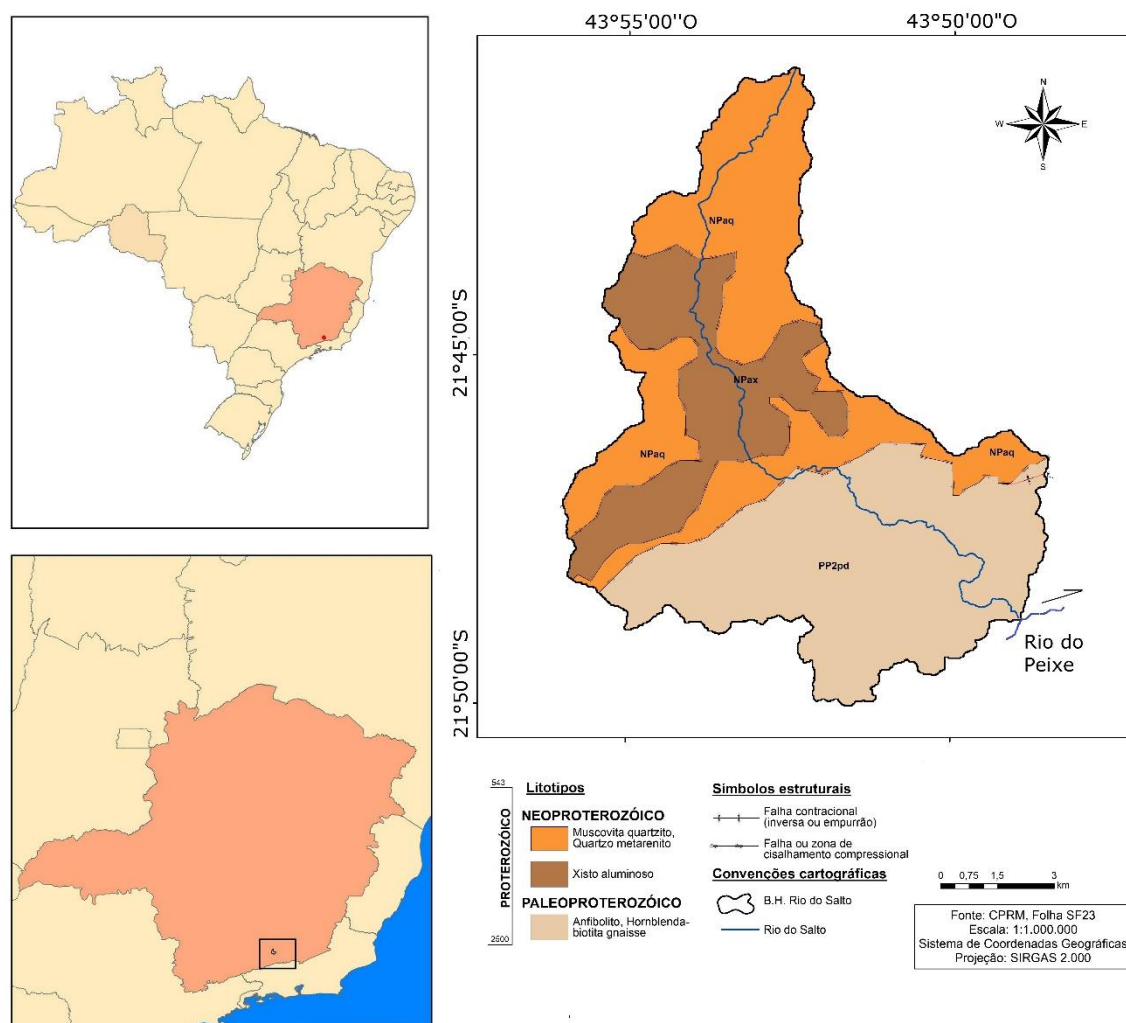 43°55'00''O
43°50'00"O
N
W
E
S
NPaq
21°45'00"S
NPax
NPaq
NPaq
PP2pd
21°50'00"S
Rio do
Peixe
543
PROTEROZÓICO
2500
Litotipos
NEOPROTEROZÓICO
Muscovita quartzito,
Quartzo metarenito
Xisto aluminoso
PALEOPROTEROZÓICO
Anfibolito, Hornblenda-
biotita gnaisse
Símbolos estruturais
Falha contracional
(inversa ou empurrão)
Falha ou zona de
cisalhamento compressional
Convenções cartográficas
B.H. Rio do Salto
Rio do Salto
0 0,75 1,5 3
km
Fonte: CPRM, Folha SF23
Escala: 1:1.000.000
Sistema de Coordenadas Geográficas
Projeção: SIRGAS 2.000